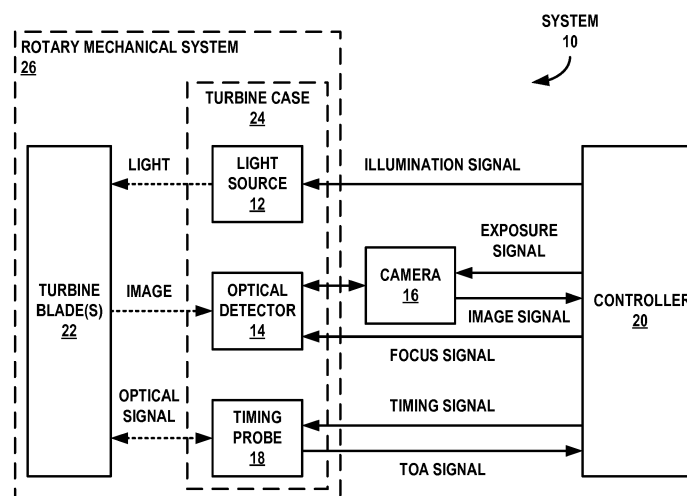 SYSTEM
10
ROTARY MECHANICAL SYSTEM
26
TURBINE CASE
24
LIGHT
LIGHT
SOURCE
12
ILLUMINATION SIGNAL
EXPOSURE
SIGNAL
TURBINE
BLADE(S)
22
IMAGE
OPTICAL
DETECTOR
14
CAMERA
16
IMAGE SIGNAL
CONTROLLER
20
FOCUS SIGNAL
OPTICAL
SIGNAL
TIMING
PROBE
18
TIMING SIGNAL
TOA SIGNAL